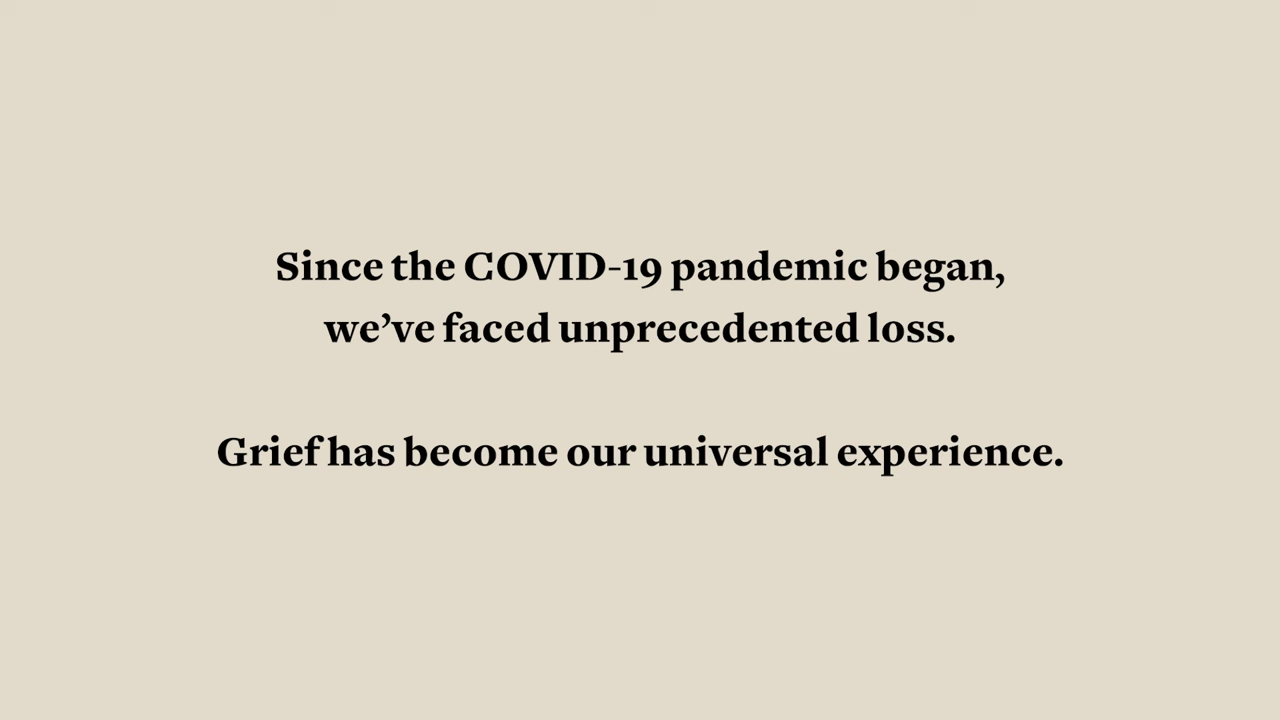 Since the COVID-19 pandemic began,
we’ve faced unprecedented loss.
Grief has become our universal experience.